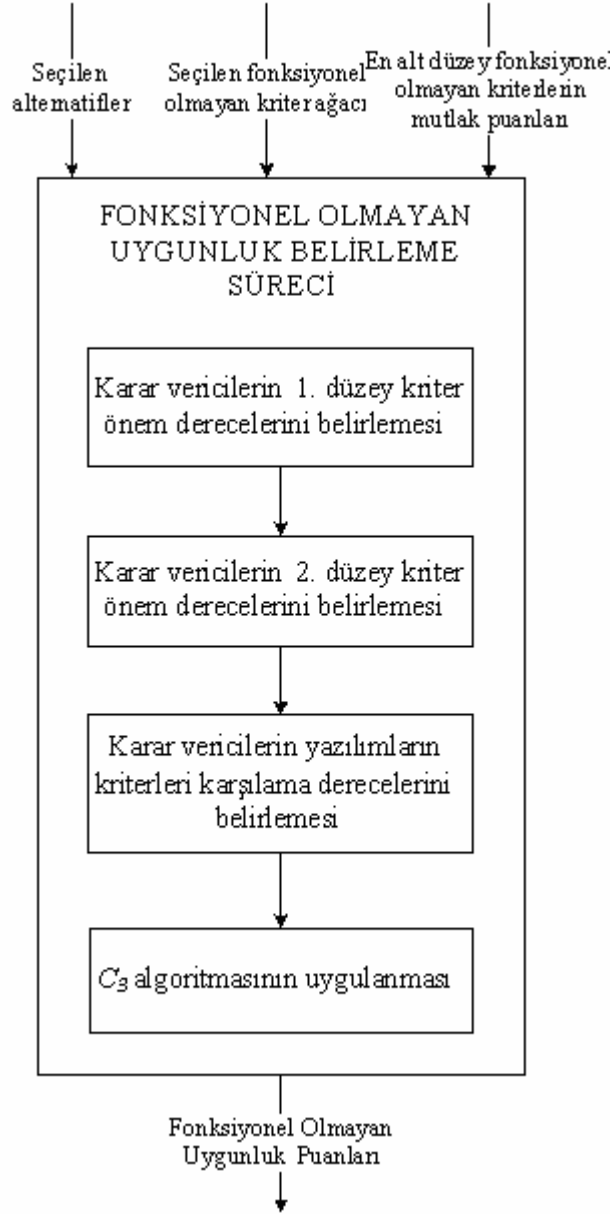 Seçilen
alternatifler
Seçilen fonksiyonel
olmayan kriter ağacı
En alt düzey fonksiyonel
olmayan kriterlerin
mutlak puanları
FONKSİYONEL OLMAYAN
UYGUNLUK BELİRLEME
SÜRECİ
Karar vericilerin 1. düzey kriter
önem derecelerini belirlemesi
Karar vericilerin 2. düzey kriter
önem derecelerini belirlemesi
Karar vericilerin yazılımların
kriterleri karşılama derecelerini
belirlemesi
C3 algoritmasının uygulanması
Fonksiyonel Olmayan
Uygunluk Puanları